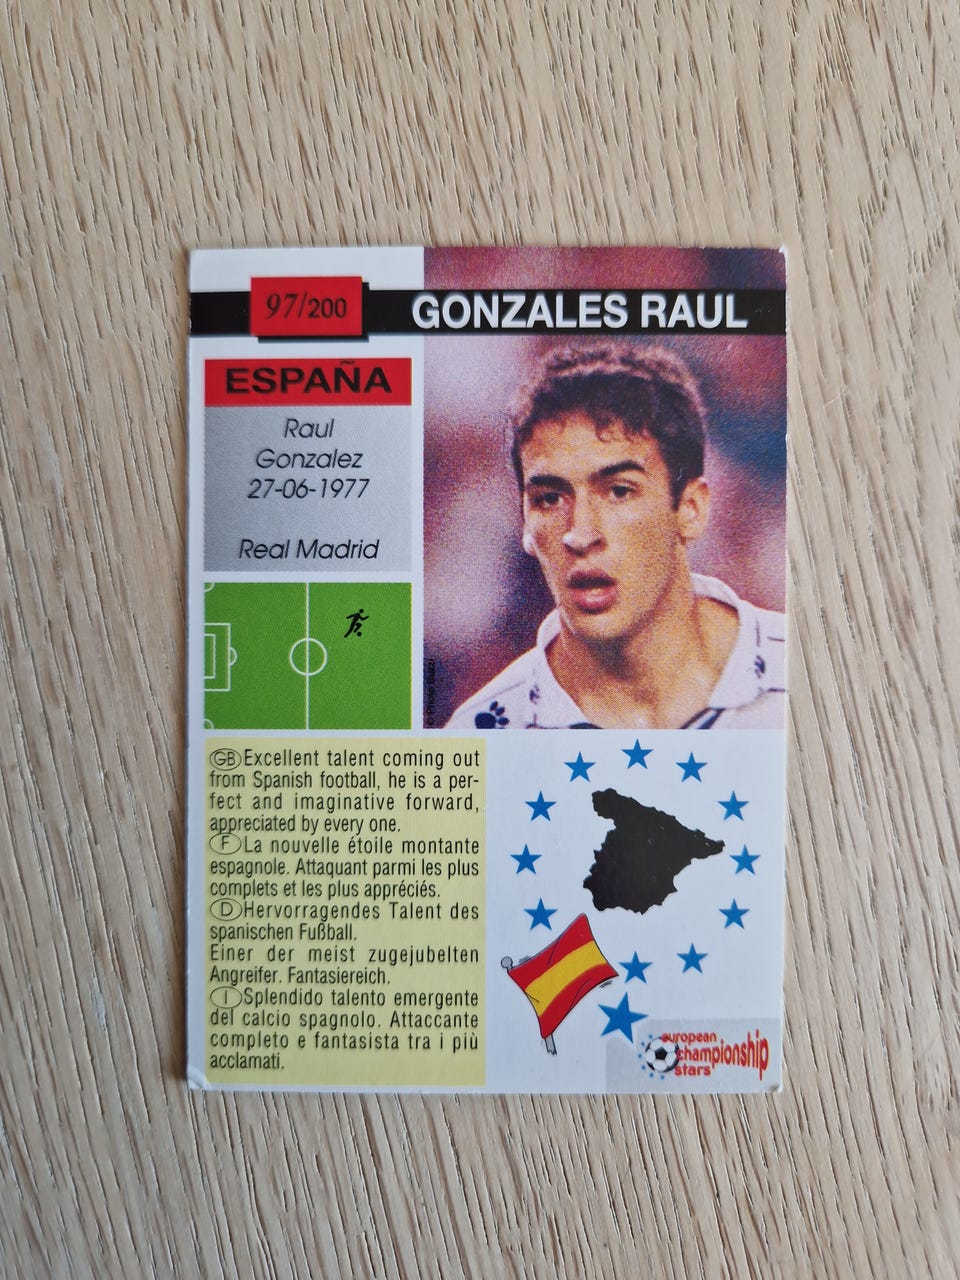 97/200
GONZALES RAUL
ESPAÑA
Raul
Gonzalez
27-06-1977
Real Madrid
© Photo Buzzi
GB Excellent talent coming out
from Spanish football, he is a per-
fect and imaginative forward,
appreciated by every one.
F La nouvelle étoile montante
espagnole. Attaquant parmi les plus
complets et les plus appréciés.
D Hervorragendes Talent des
spanischen Fußball.
Einer der meist zugejubelten
Angreifer. Fantasiereich.
I Splendido talento emergente
del calcio spagnolo. Attaccante
completo e fantasista tra i più
acclamati.
european
championship
stars